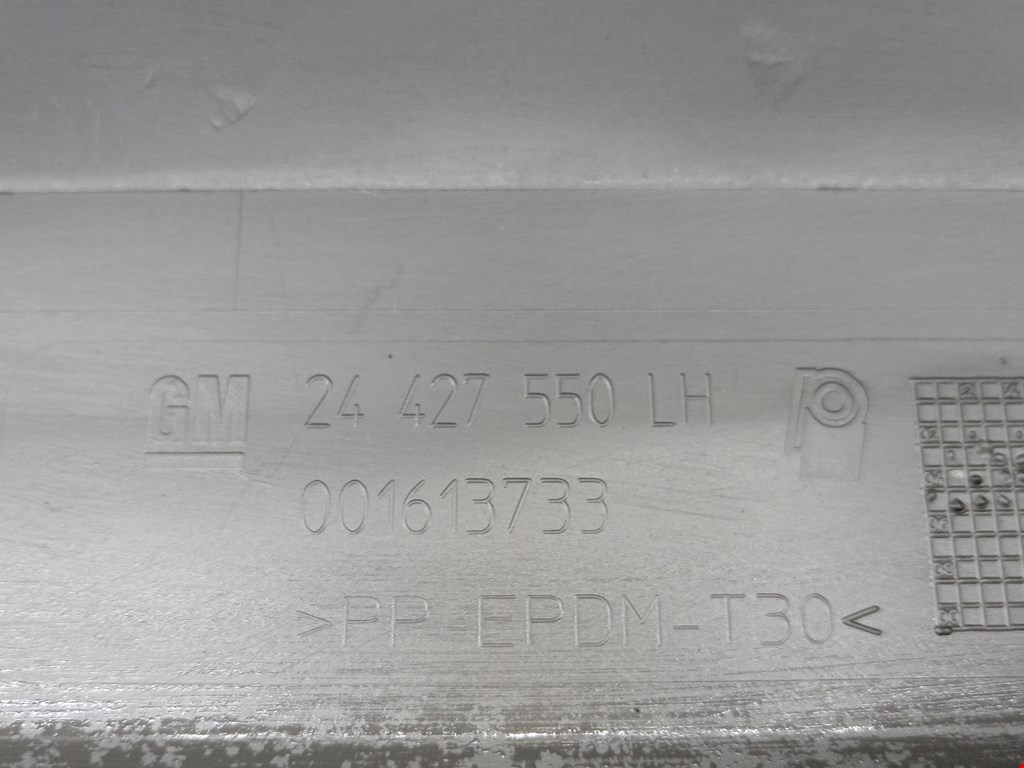 GM 24 427 550 LH
001613733
>PP-EPDM-T30<